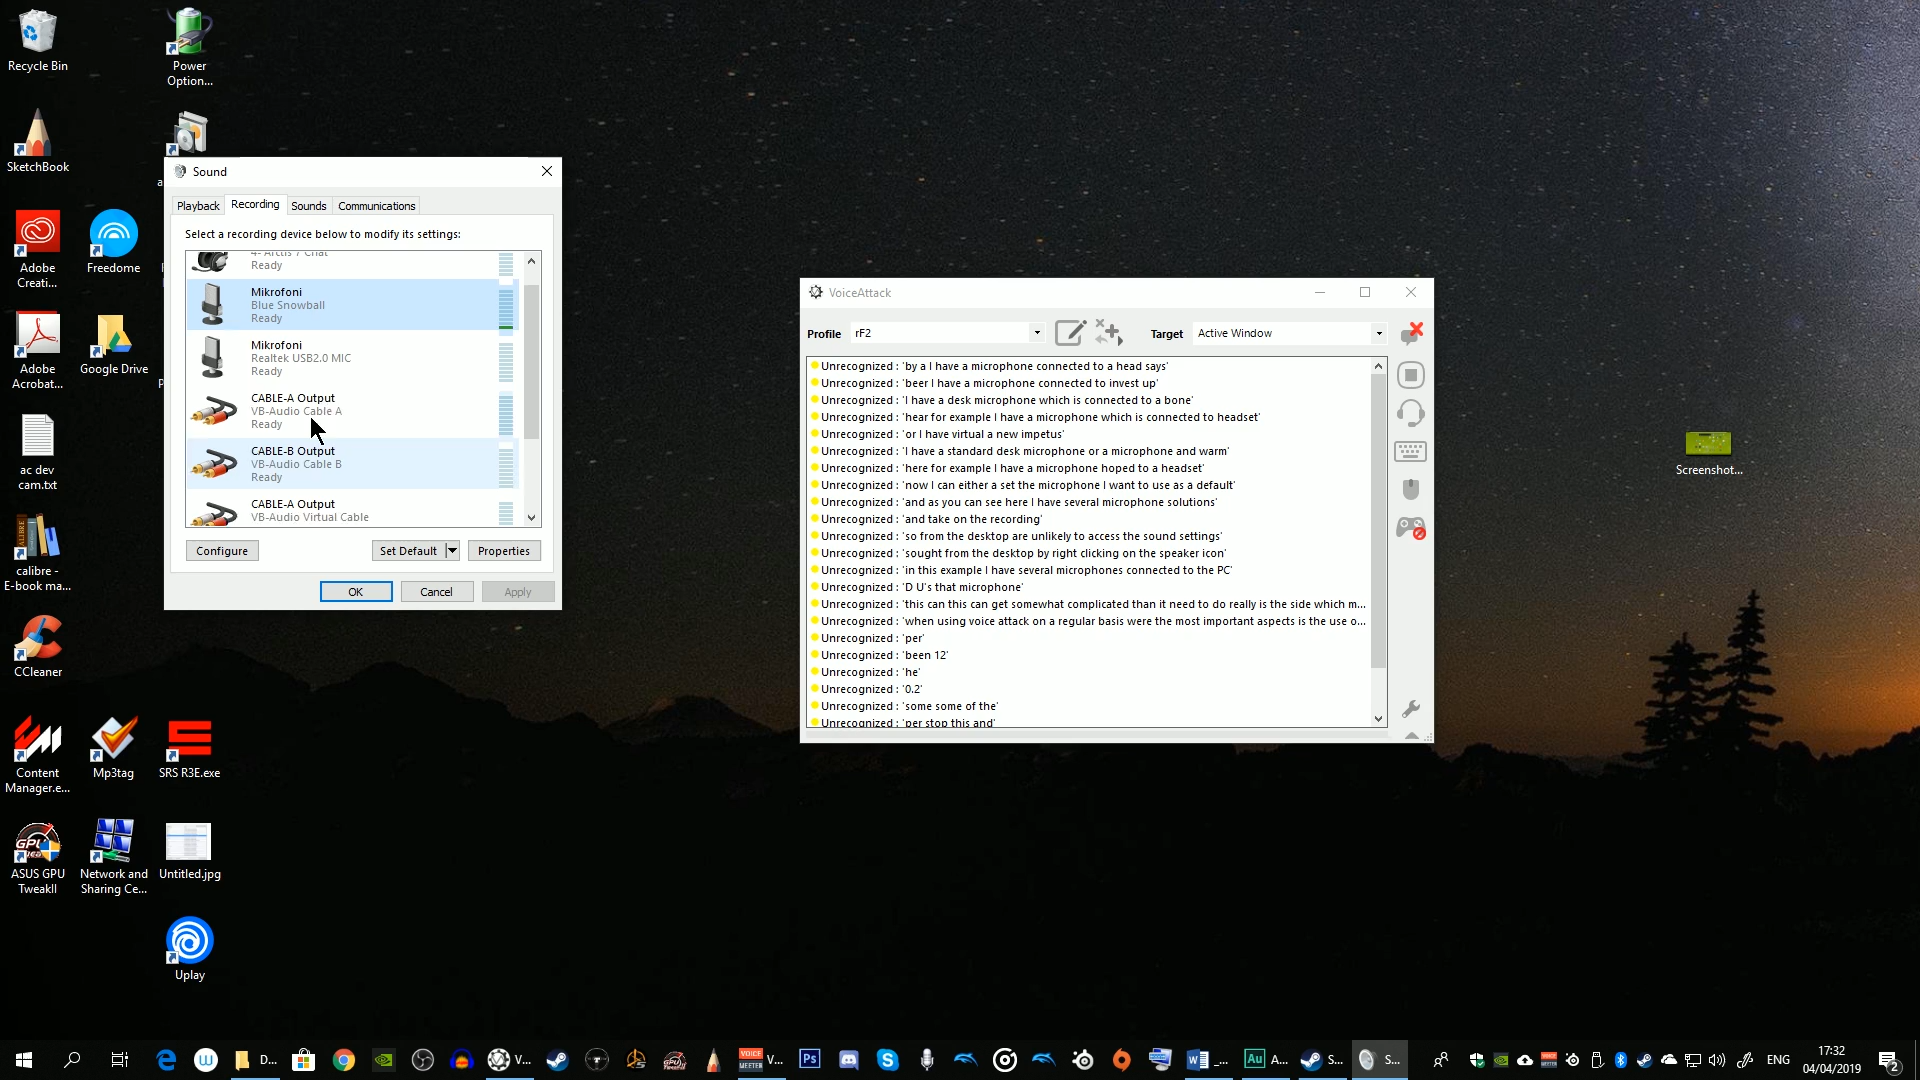 Recycle Bin
Power
Option...
SketchBook
Adobe
Creati...
Freedome
Adobe
Acrobat...
Google Drive
ac dev
cam.txt
calibre -
E-book ma...
CCleaner
Content
Manager.e...
Mp3tag
SRS R3E.exe
ASUS GPU
TweakII
Network and
Sharing Ce...
Untitled.jpg
Uplay
Screenshot...
Sound
Playback
Recording
Sounds
Communications
Select a recording device below to modify its settings:
4- Arctis 7 Chat
Ready
Mikrofoni
Blue Snowball
Ready
Mikrofoni
Realtek USB2.0 MIC
Ready
CABLE-A Output
VB-Audio Cable A
Ready
CABLE-B Output
VB-Audio Cable B
Ready
CABLE-A Output
VB-Audio Virtual Cable
Configure
Set Default
Properties
OK
Cancel
Apply
VoiceAttack
Profile
rF2
Target
Active Window
Unrecognized : 'by a I have a microphone connected to a head says'
Unrecognized : 'beer I have a microphone connected to invest up'
Unrecognized : 'I have a desk microphone which is connected to a bone'
Unrecognized : 'hear for example I have a microphone which is connected to headset'
Unrecognized : 'or I have virtual a new impetus'
Unrecognized : 'I have a standard desk microphone or a microphone and warm'
Unrecognized : 'here for example I have a microphone hoped to a headset'
Unrecognized : 'now I can either a set the microphone I want to use as a default'
Unrecognized : 'and as you can see here I have several microphone solutions'
Unrecognized : 'and take on the recording'
Unrecognized : 'so from the desktop are unlikely to access the sound settings'
Unrecognized : 'sought from the desktop by right clicking on the speaker icon'
Unrecognized : 'in this example I have several microphones connected to the PC'
Unrecognized : 'D U's that microphone'
Unrecognized : 'this can this can get somewhat complicated than it need to do really is the side which m...
Unrecognized : 'when using voice attack on a regular basis were the most important aspects is the use o...
Unrecognized : 'per'
Unrecognized : 'been 12'
Unrecognized : 'he'
Unrecognized : '0.2'
Unrecognized : 'some some of the'
Unrecognized : 'per stop this and'
D...
V...
V...
_...
A...
S...
S...
ENG
17:32
04/04/2019
2